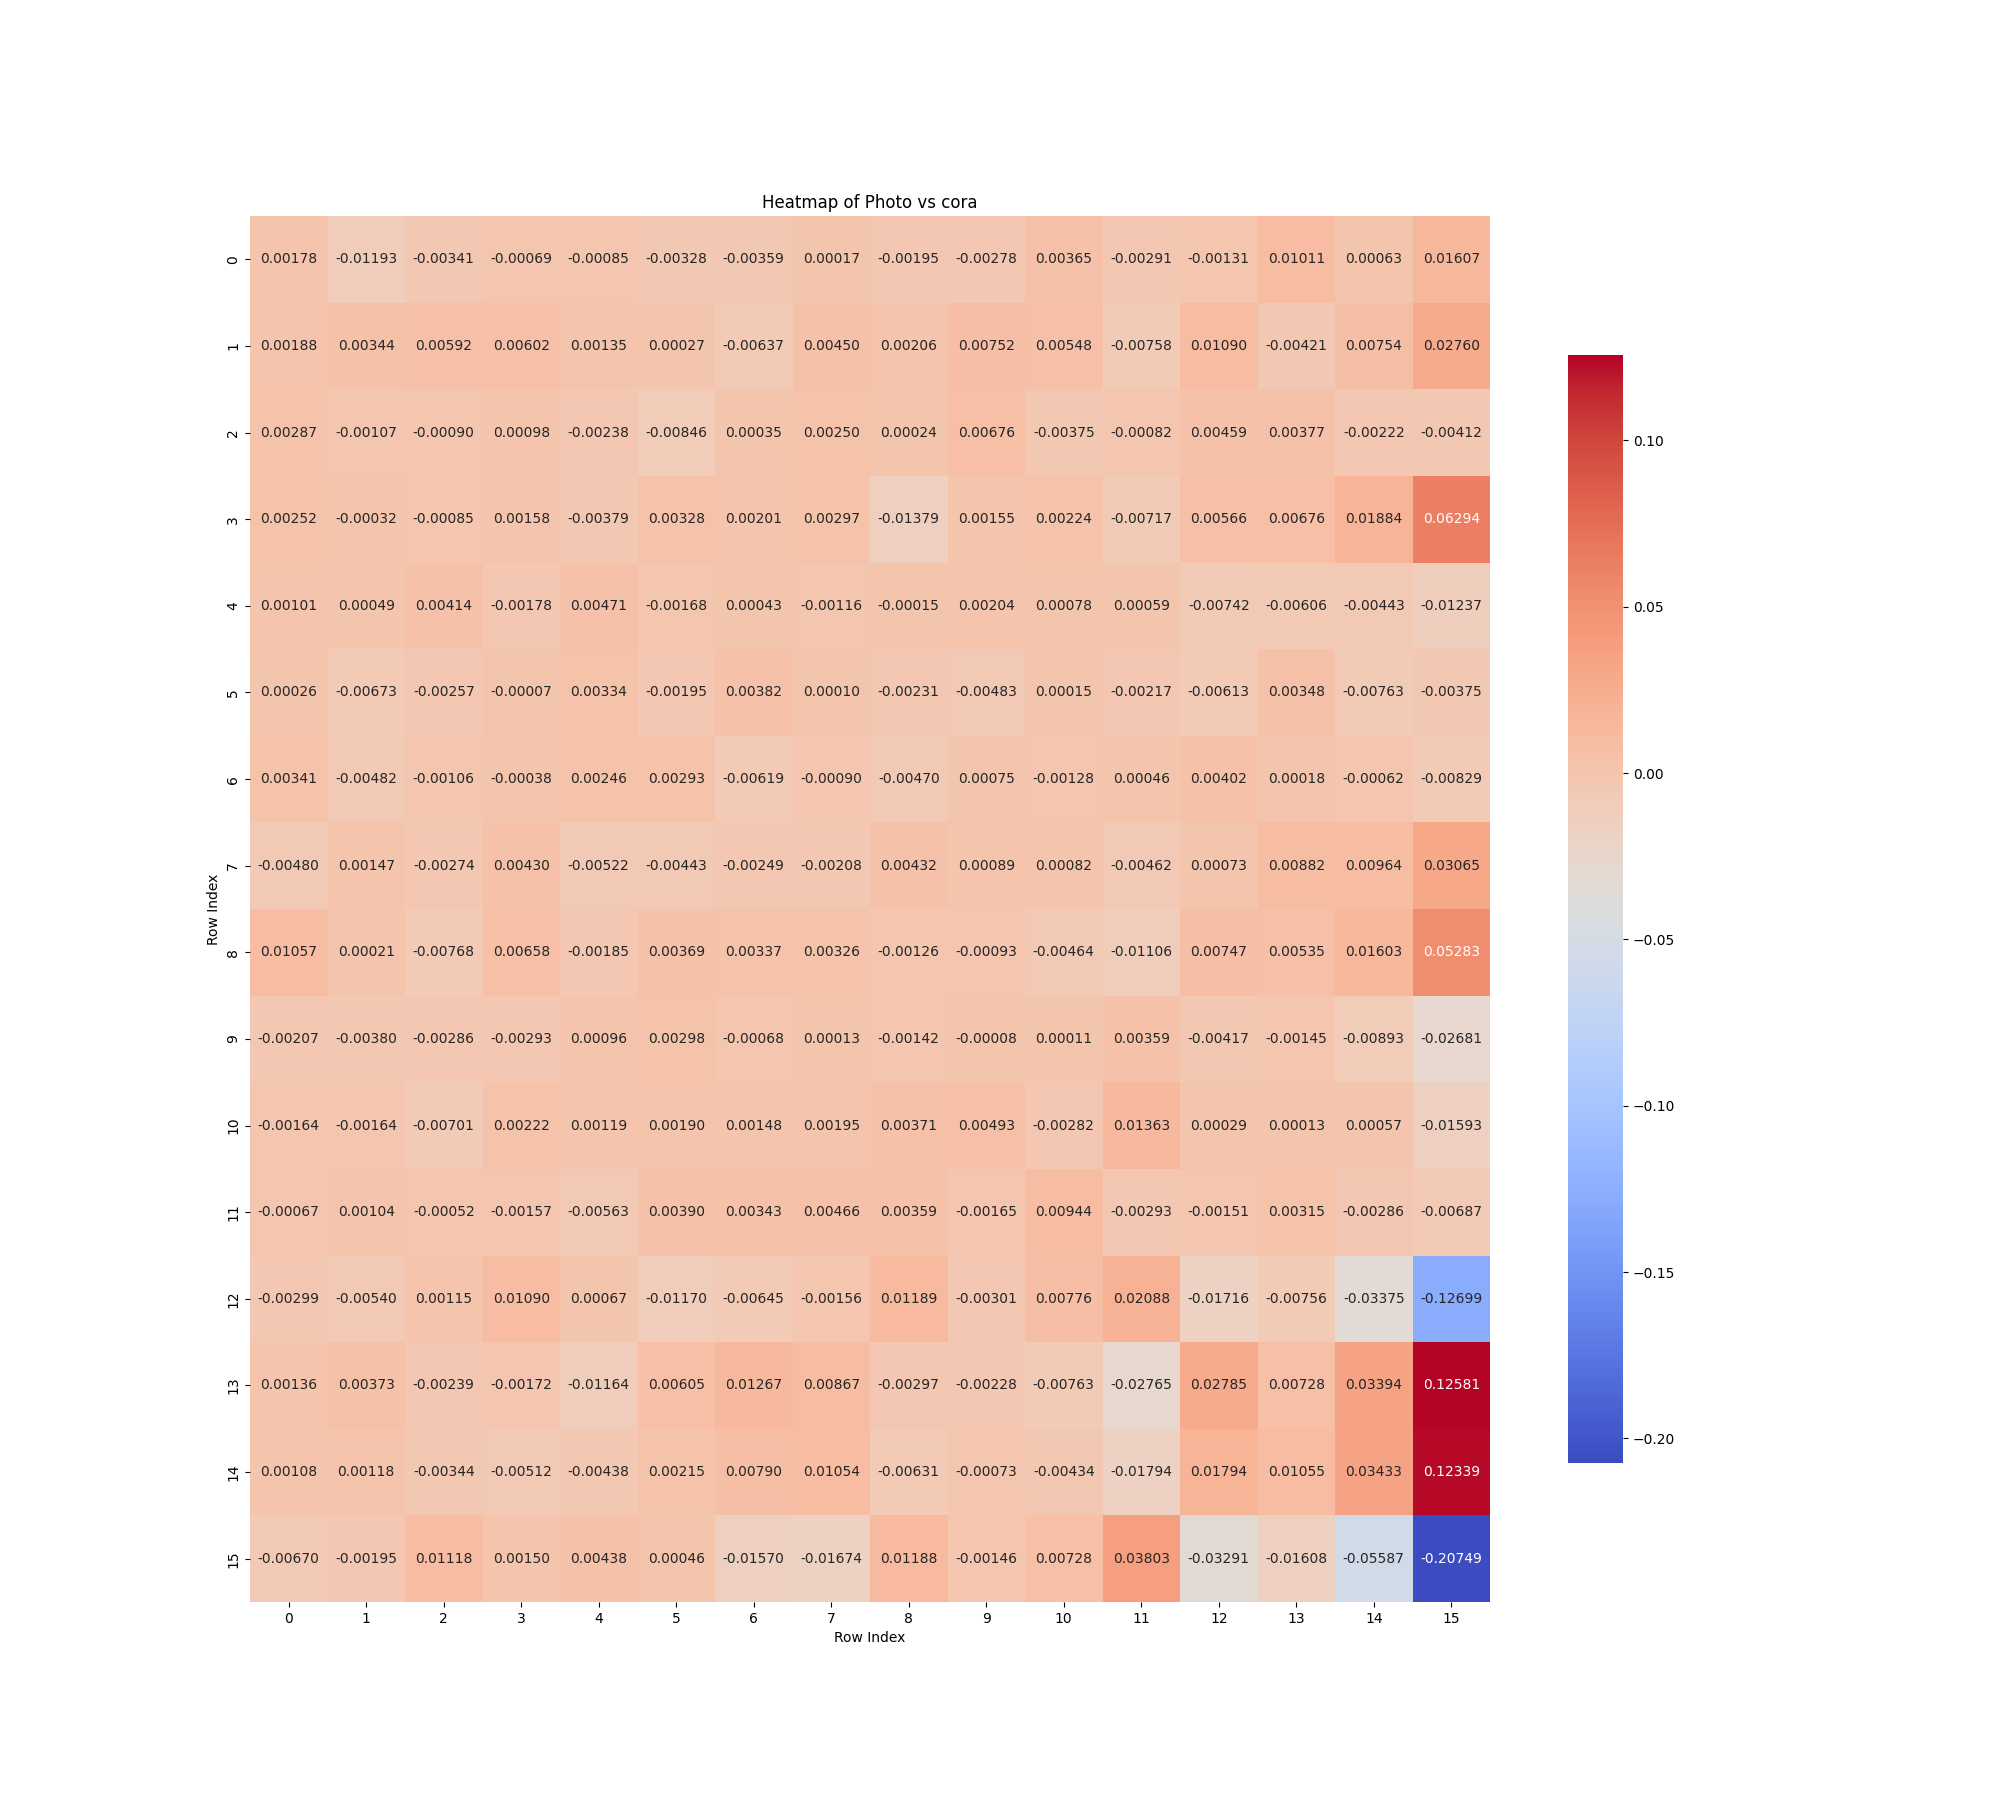 Heatmap of Photo vs cora
0 0.00178 -0.01193 -0.00341 -0.00069 -0.00085 -0.00328 -0.00359 0.00017 -0.00195 -0.00278 0.00365 -0.00291 -0.00131 0.01011 0.00063 0.01607
1 0.00188 0.00344 0.00592 0.00602 0.00135 0.00027 -0.00637 0.00450 0.00206 0.00752 0.00548 -0.00758 0.01090 -0.00421 0.00754 0.02760
2 0.00287 -0.00107 -0.00090 0.00098 -0.00238 -0.00846 0.00035 0.00250 0.00024 0.00676 -0.00375 -0.00082 0.00459 0.00377 -0.00222 -0.00412
3 0.00252 -0.00032 -0.00085 0.00158 -0.00379 0.00328 0.00201 0.00297 -0.01379 0.00155 0.00224 -0.00717 0.00566 0.00676 0.01884 0.06294
4 0.00101 0.00049 0.00414 -0.00178 0.00471 -0.00168 0.00043 -0.00116 -0.00015 0.00204 0.00078 0.00059 -0.00742 -0.00606 -0.00443 -0.01237
5 0.00026 -0.00673 -0.00257 -0.00007 0.00334 -0.00195 0.00382 0.00010 -0.00231 -0.00483 0.00015 -0.00217 -0.00613 0.00348 -0.00763 -0.00375
6 0.00341 -0.00482 -0.00106 -0.00038 0.00246 0.00293 -0.00619 -0.00090 -0.00470 0.00075 -0.00128 0.00046 0.00402 0.00018 -0.00062 -0.00829
7 -0.00480 0.00147 -0.00274 0.00430 -0.00522 -0.00443 -0.00249 -0.00208 0.00432 0.00089 0.00082 -0.00462 0.00073 0.00882 0.00964 0.03065
Row Index
8 0.01057 0.00021 -0.00768 0.00658 -0.00185 0.00369 0.00337 0.00326 -0.00126 -0.00093 -0.00464 -0.01106 0.00747 0.00535 0.01603 0.05283
9 -0.00207 -0.00380 -0.00286 -0.00293 0.00096 0.00298 -0.00068 0.00013 -0.00142 -0.00008 0.00011 0.00359 -0.00417 -0.00145 -0.00893 -0.02681
10 -0.00164 -0.00164 -0.00701 0.00222 0.00119 0.00190 0.00148 0.00195 0.00371 0.00493 -0.00282 0.01363 0.00029 0.00013 0.00057 -0.01593
11 -0.00067 0.00104 -0.00052 -0.00157 -0.00563 0.00390 0.00343 0.00466 0.00359 -0.00165 0.00944 -0.00293 -0.00151 0.00315 -0.00286 -0.00687
12 -0.00299 -0.00540 0.00115 0.01090 0.00067 -0.01170 -0.00645 -0.00156 0.01189 -0.00301 0.00776 0.02088 -0.01716 -0.00756 -0.03375 -0.12699
13 0.00136 0.00373 -0.00239 -0.00172 -0.01164 0.00605 0.01267 0.00867 -0.00297 -0.00228 -0.00763 -0.02765 0.02785 0.00728 0.03394 0.12581
14 0.00108 0.00118 -0.00344 -0.00512 -0.00438 0.00215 0.00790 0.01054 -0.00631 -0.00073 -0.00434 -0.01794 0.01794 0.01055 0.03433 0.12339
15 -0.00670 -0.00195 0.01118 0.00150 0.00438 0.00046 -0.01570 -0.01674 0.01188 -0.00146 0.00728 0.03803 -0.03291 -0.01608 -0.05587 -0.20749
0 1 2 3 4 5 6 7 8 9 10 11 12 13 14 15
Row Index
0.10
0.05
0.00
−0.05
−0.10
−0.15
−0.20